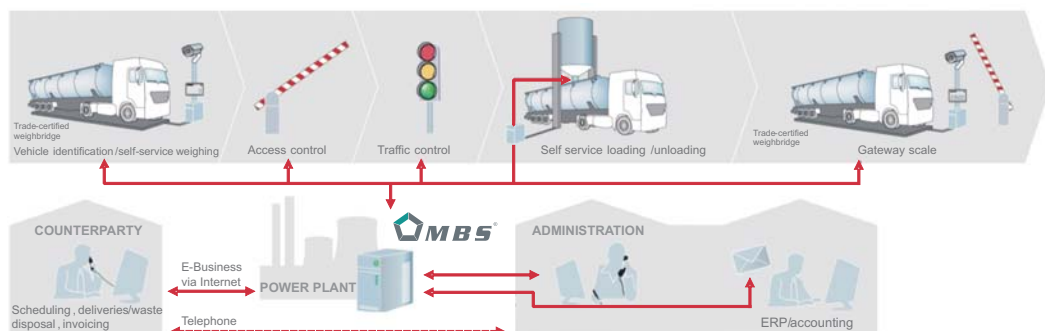 Trade-certified
weighbridge
Vehicle identification/self-service weighing
Access control
Traffic control
Self service loading /unloading
Trade-certified
weighbridge
Gateway scale
COUNTERPARTY
MBS®
ADMINISTRATION
E-Business
via Internet
POWER PLANT
Scheduling, deliveries/waste
disposal, invoicing
Telephone
ERP/accounting